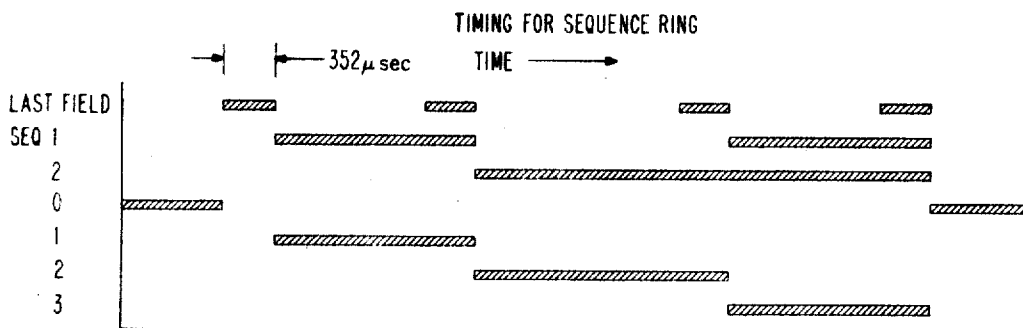 TIMING FOR SEQUENCE RING
352μ sec
TIME
LAST FIELD
SEQ 1
2
0
1
2
3